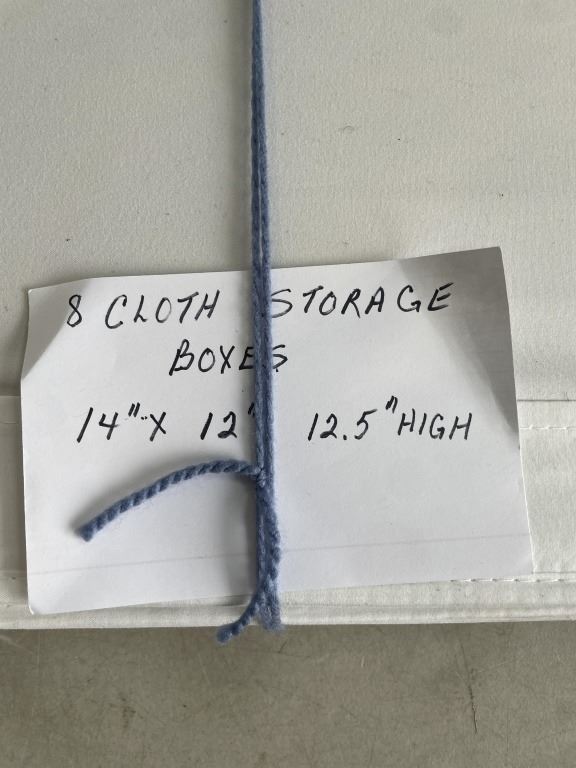 8 CLOTH STORAGE
BOXES
14" X 12" 12.5" HIGH